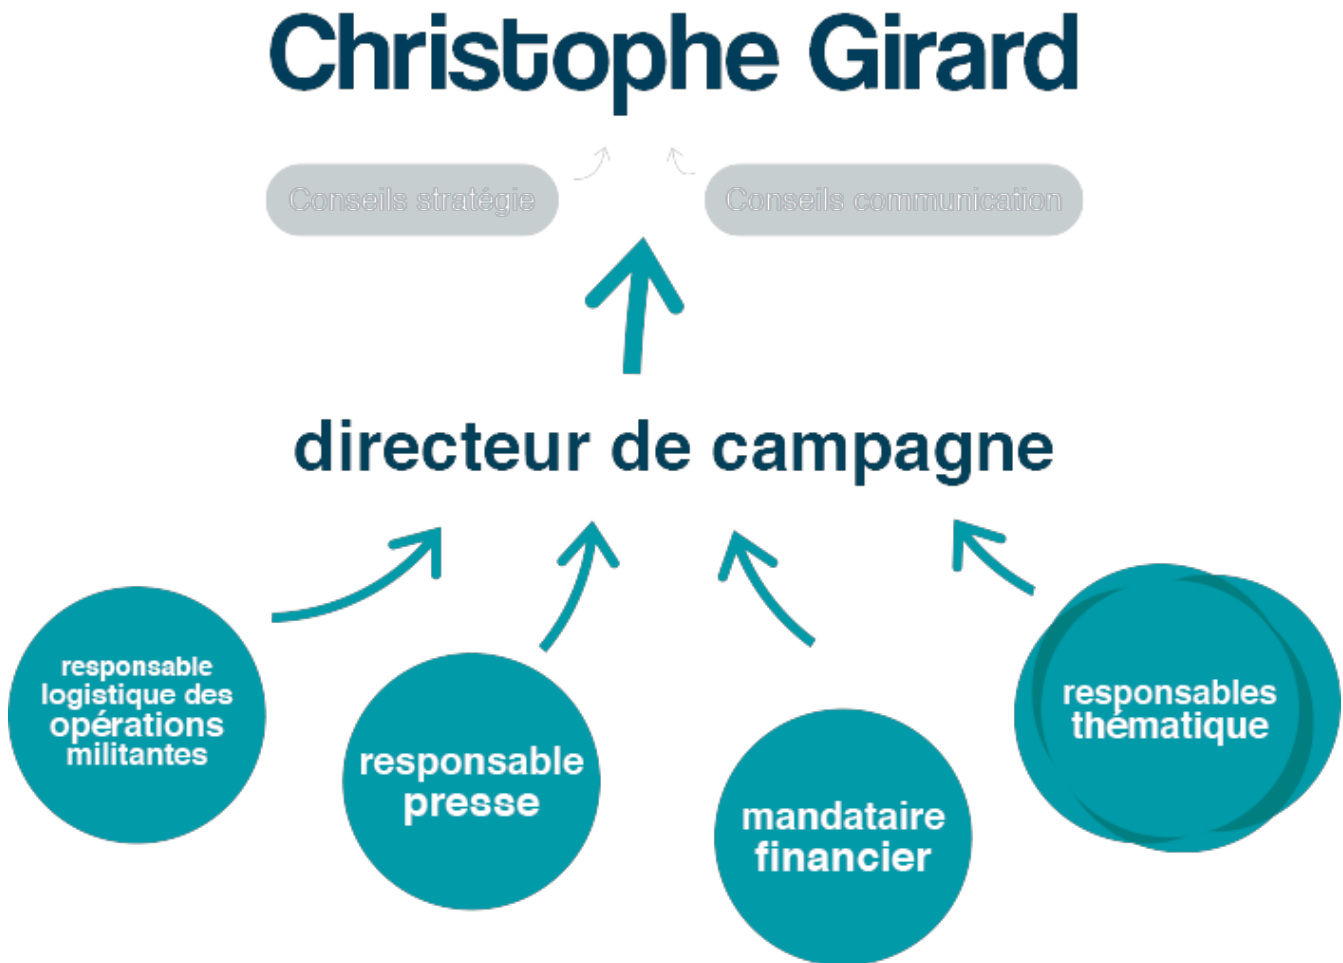 Christophe Girard
Conseils stratégie
Conseils communication
directeur de campagne
responsable
logistique des
opérations
militantes
responsable
presse
mandataire
financier
responsables
thématique